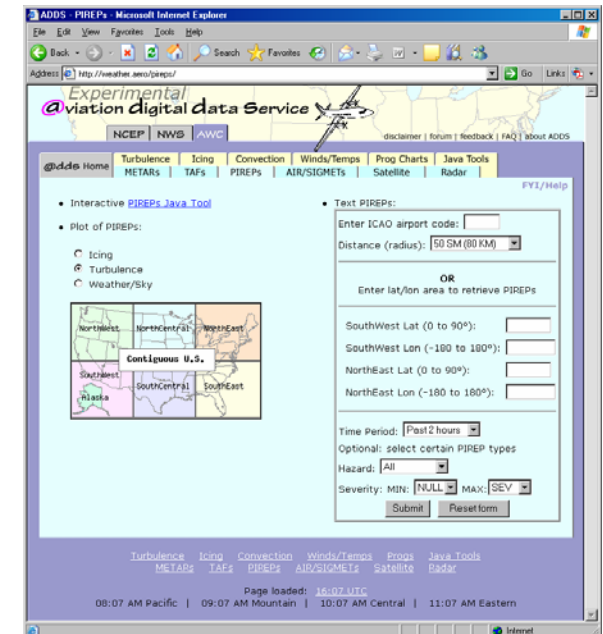 ADDS - PIREPs - Microsoft Internet Explorer
File Edit View Favorites Tools Help
Back Search Favorites
Address http://weather.aero/pireps/ Go Links
Experimental
@viation digital data Service
NCEP NWS AWC
disclaimer | forum | feedback | FAQ | about ADDS
@dds Home
Turbulence | Icing | Convection | Winds/Temps | Prog Charts | Java Tools
METARs | TAFs | PIREPs | AIR/SIGMETs | Satellite | Radar |
FYI/Help
• Interactive PIREPs Java Tool
• Plot of PIREPs:
Icing
Turbulence
Weather/Sky
NorthWest NorthCentral NorthEast
Contiguous U.S.
SouthWest SouthCentral SouthEast
Alaska
• Text PIREPs:
Enter ICAO airport code:
Distance (radius): 50 SM (80 KM)
OR
Enter lat/lon area to retrieve PIREPs
SouthWest Lat (0 to 90°):
SouthWest Lon (-180 to 180°):
NorthEast Lat (0 to 90°):
NorthEast Lon (-180 to 180°):
Time Period: Past 2 hours
Optional: select certain PIREP types
Hazard: All
Severity: MIN: NULL MAX: SEV
Submit Reset form
Turbulence Icing Convection Winds/Temps Progs Java Tools
METARs TAFs PIREPs AIR/SIGMETs Satellite Radar
Page loaded: 16:07 UTC
08:07 AM Pacific | 09:07 AM Mountain | 10:07 AM Central | 11:07 AM Eastern
Internet